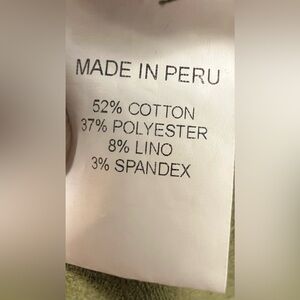 MADE IN PERU
52% COTTON
37% POLYESTER
8% LINO
3% SPANDEX